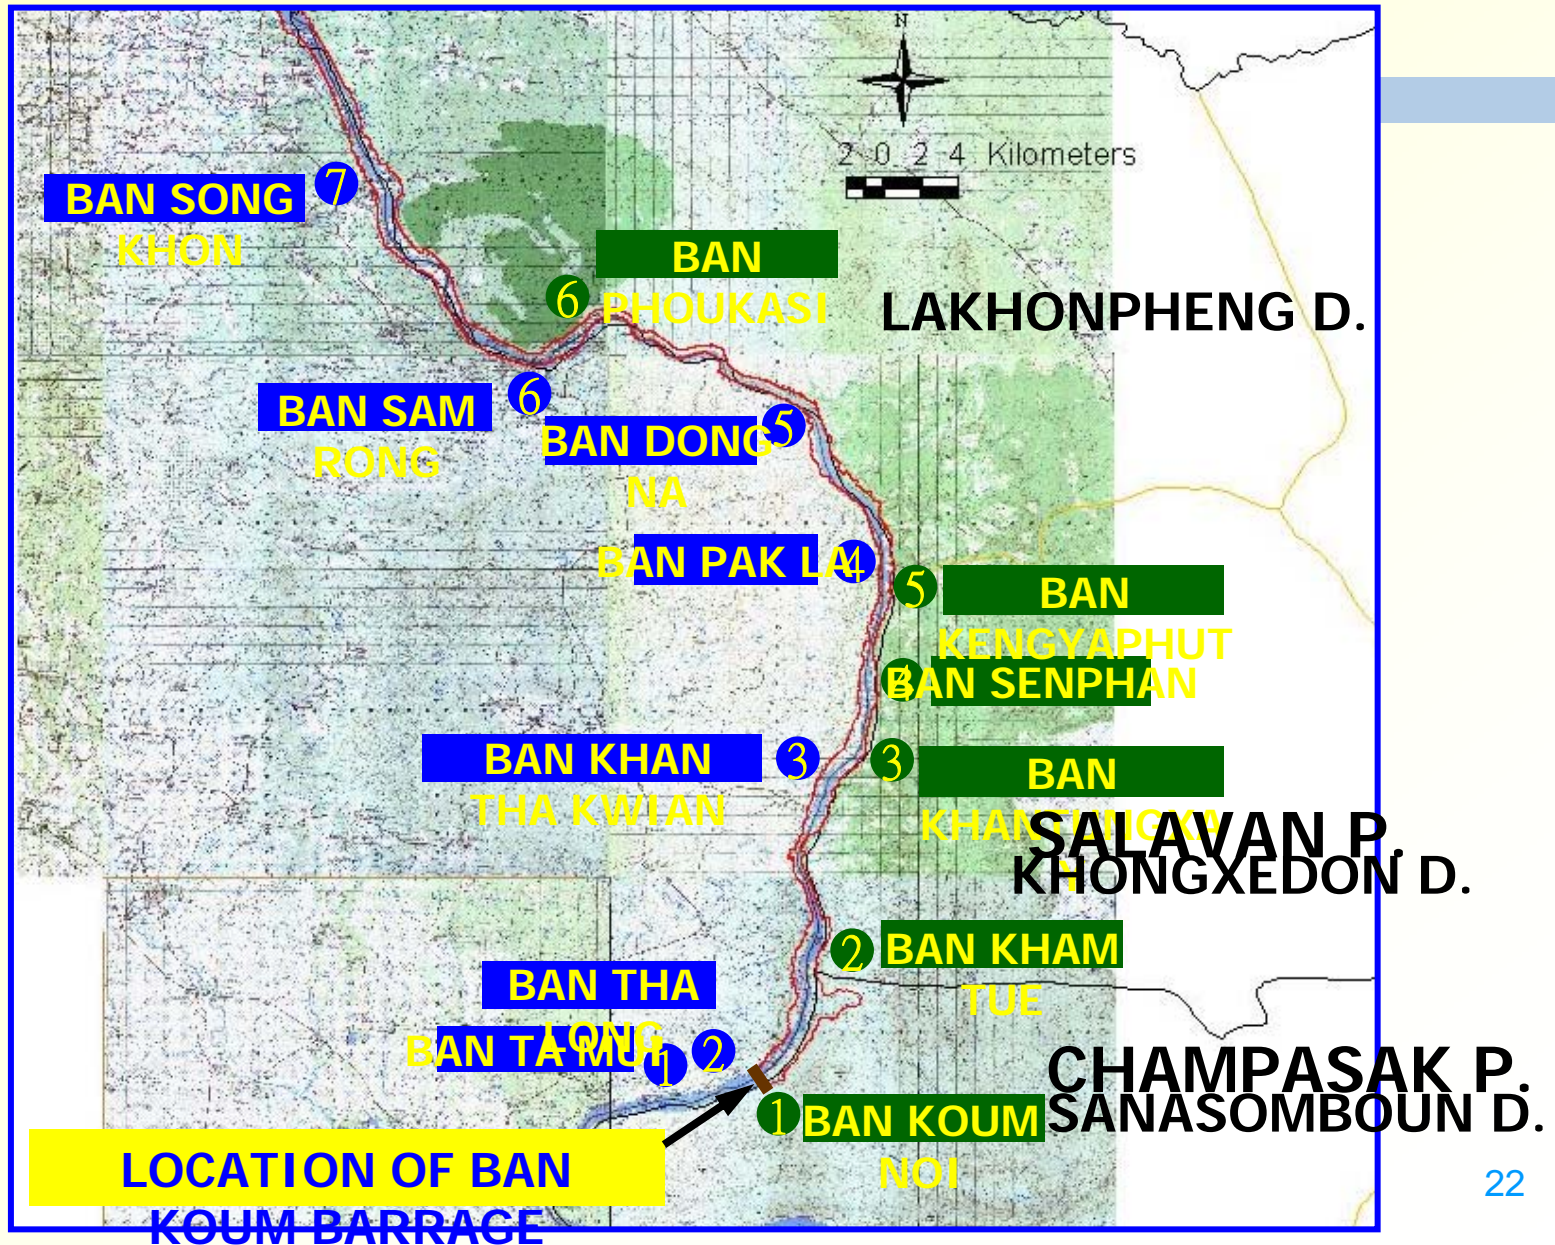 N
2 0 2 4 Kilometers
7
BAN SONG
KHON
BAN
PHOUKASI
6
LAKHONPHENG D.
6
BAN SAM
RONG
5
BAN DONG
NA
BAN PAK LA
4
5
BAN
KENGYAPHUT
BAN SENPHAN
BAN KHAN
THA KWIAN
3
3
BAN
SALAVAN P.
KHONGXEDON D.
2
BAN KHAM
TUE
BAN THA
LONG
BAN TA MUI
1
2
CHAMPASAK P.
SANASOMBOUN D.
1
BAN KOUM
NOI
LOCATION OF BAN
KOUM BARRAGE
22